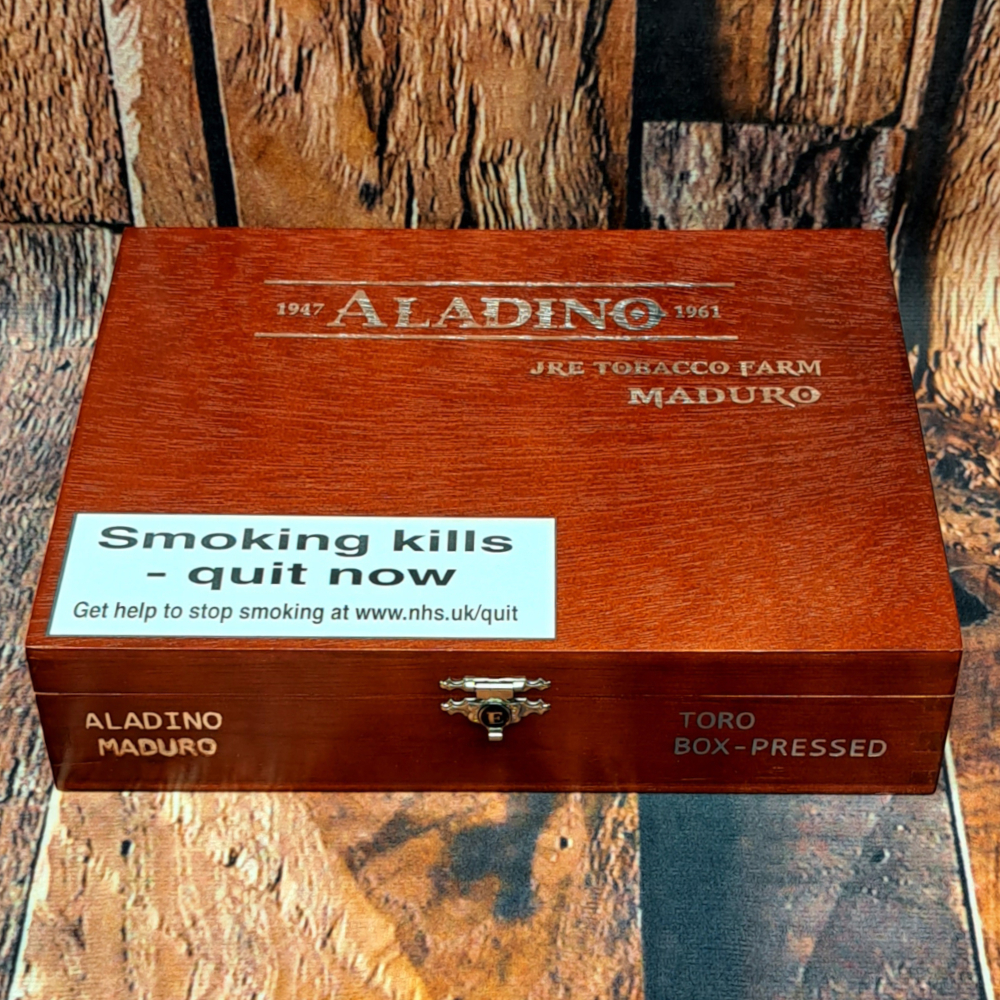 1947 ALADINO 1961
JRE TOBACCO FARM
MADURO
Smoking kills
- quit now
Get help to stop smoking at www.nhs.uk/quit
ALADINO
MADURO
E
TORO
BOX-PRESSED